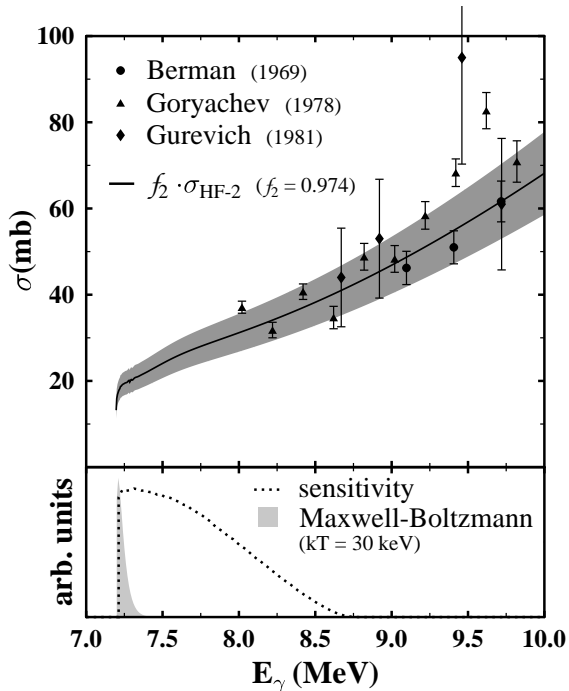 100
80
60
40
20
σ(mb)
Berman (1969)
Goryachev (1978)
Gurevich (1981)
f₂ · σHF-2 (f₂ = 0.974)
arb. units
sensitivity
Maxwell-Boltzmann
(kT = 30 keV)
7.0 7.5 8.0 8.5 9.0 9.5 10.0
Eγ (MeV)